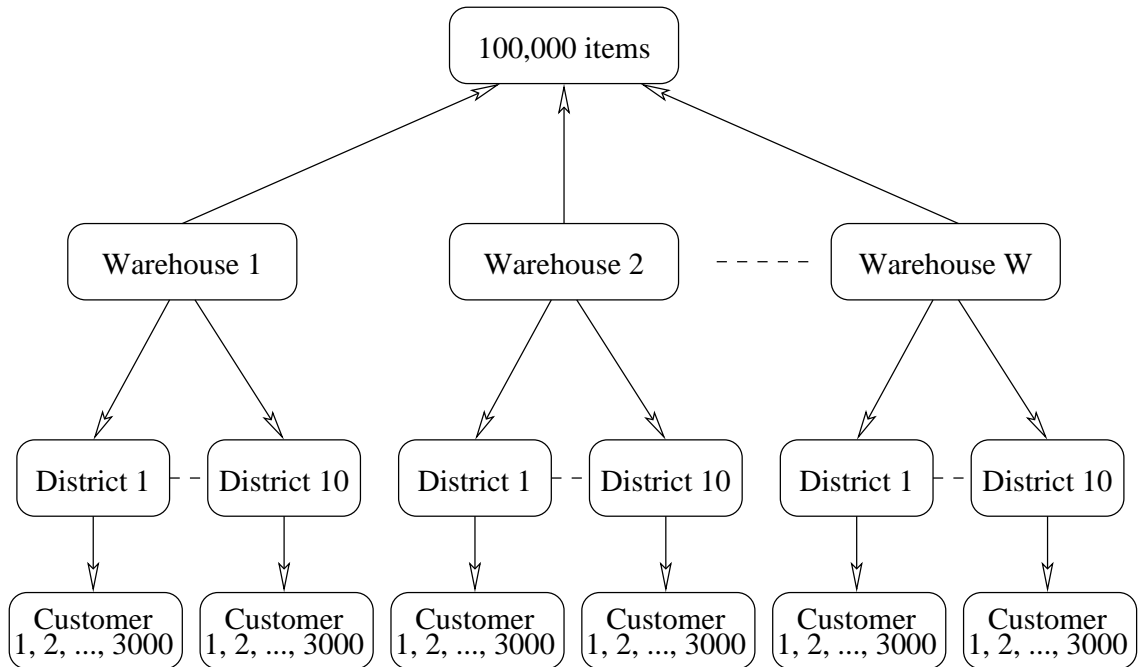 100,000 items
Warehouse 1
Warehouse 2
Warehouse W
District 1
District 10
District 1
District 10
District 1
District 10
Customer
1, 2, ..., 3000
Customer
1, 2, ..., 3000
Customer
1, 2, ..., 3000
Customer
1, 2, ..., 3000
Customer
1, 2, ..., 3000
Customer
1, 2, ..., 3000